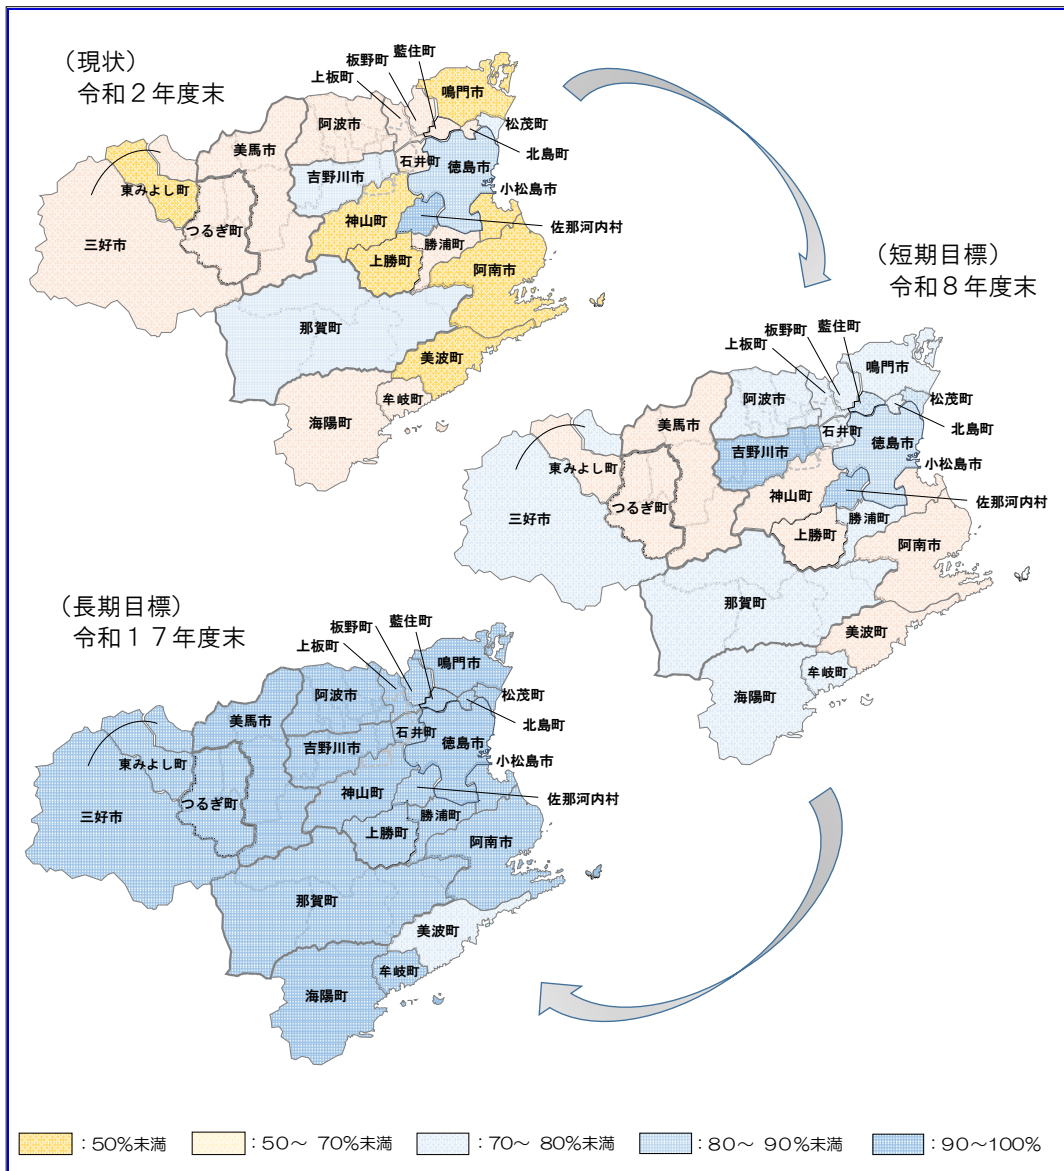 （現状）
令和２年度末
藍住町
板野町
上板町
鳴門市
松茂町
北島町
阿波市
美馬市
石井町
徳島市
吉野川市
小松島市
東みよし町
神山町
佐那河内村
つるぎ町
勝浦町
三好市
上勝町
阿南市
那賀町
美波町
牟岐町
海陽町
（短期目標）
令和８年度末
藍住町
板野町
上板町
鳴門市
松茂町
阿波市
北島町
美馬市
石井町
徳島市
吉野川市
小松島市
東みよし町
神山町
佐那河内村
つるぎ町
三好市
勝浦町
上勝町
阿南市
那賀町
美波町
牟岐町
海陽町
（長期目標）
令和１７年度末
藍住町
板野町
上板町
鳴門市
松茂町
阿波市
北島町
美馬市
石井町
徳島市
吉野川市
小松島市
東みよし町
神山町
佐那河内村
つるぎ町
三好市
勝浦町
上勝町
阿南市
那賀町
美波町
牟岐町
海陽町
：50％未満
：50～ 70％未満
：70～ 80％未満
：80～ 90％未満
：90～100％